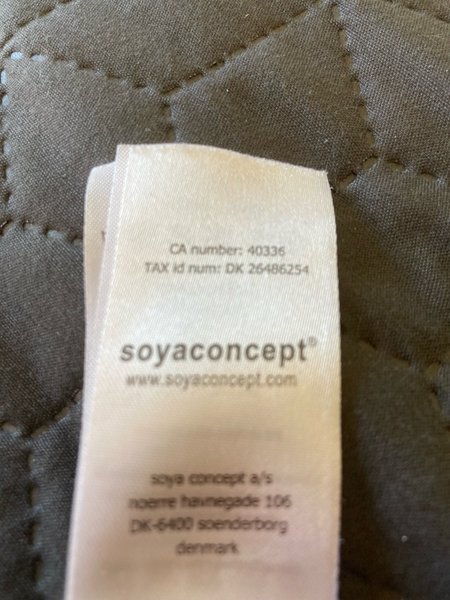 CA number: 40336
TAX id num: DK 26486254
soyaconcept®
www.soyaconcept.com
soya concept a/s
noerre havnegade 106
DK-6400 soenderborg
denmark